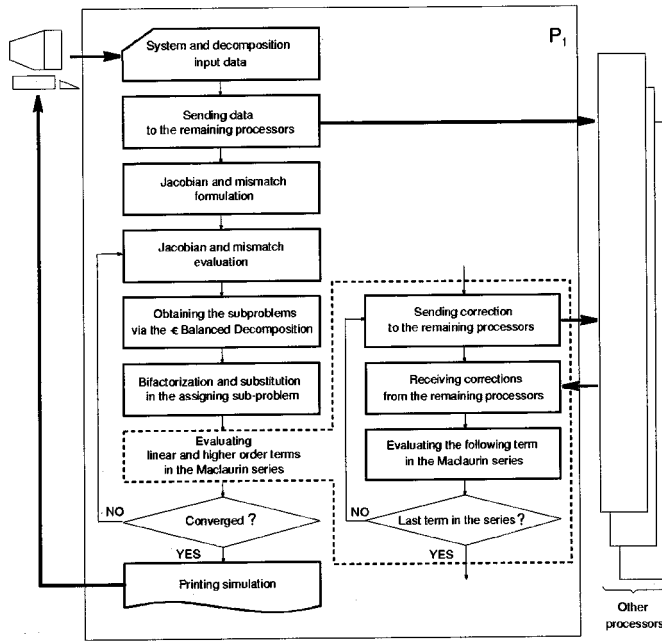 P1
System and decomposition
input data
Sending data
to the remaining processors
Jacobian and mismatch
formulation
Jacobian and mismatch
evaluation
Obtaining the subproblems
via the ∢ Balanced Decomposition
Bifactorization and substitution
in the assigning sub-problem
Evaluating
linear and higher order terms
in the Maclaurin series
NO
Converged ?
YES
Printing simulation
Sending correction
to the remaining processors
Receiving corrections
from the remaining processors
Evaluating the following term
in the Maclaurin series
NO
Last term in the series ?
YES
Other
processors